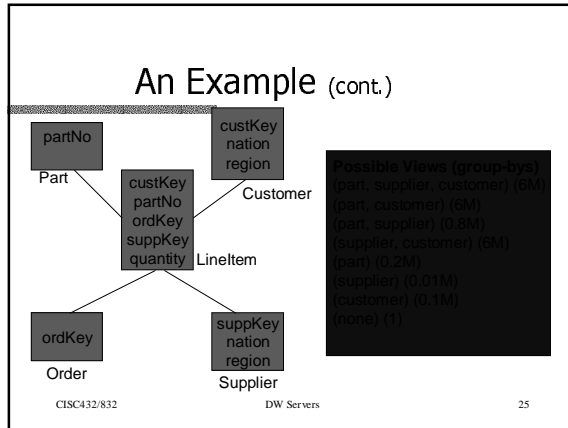 An Example (cont.)
partNo
Part
custKey
nation
region
Customer
custKey
partNo
ordKey
suppKey
quantity
LineItem
ordKey
Order
suppKey
nation
region
Supplier
Possible Views (group-bys)
(part, supplier, customer) (6M)
(part, customer) (6M)
(part, supplier) (0.8M)
(supplier, customer) (6M)
(part) (0.2M)
(supplier) (0.01M)
(customer) (0.1M)
(none) (1)
CISC432/832
DW Servers
25